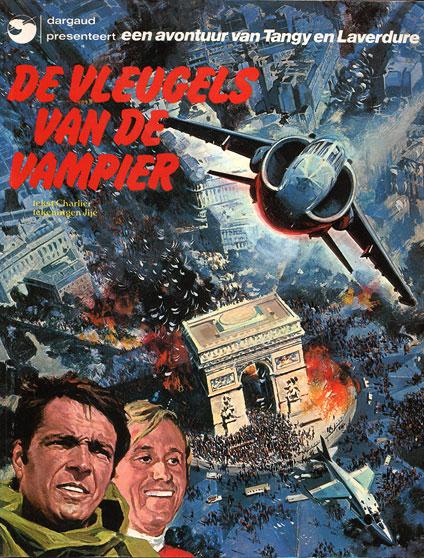 dargaud
presenteert een avontuur van Tangy en Laverdure
DE VLEUGELS
VAN DE
VAMPIER
tekst Charlier
tekeningen Jijé